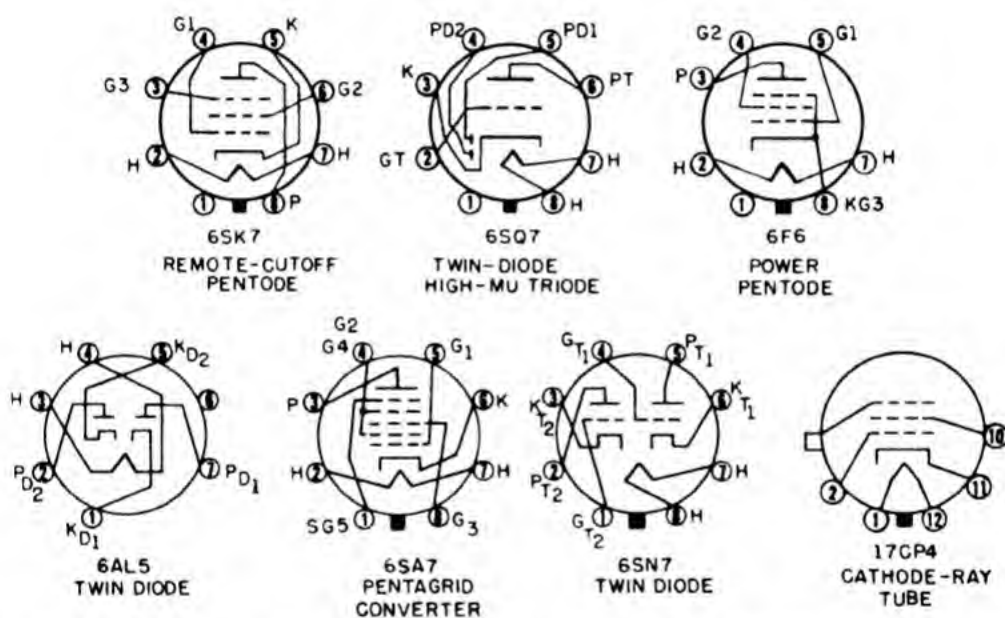 G1 4 5 K
G3 3 6 G2
H 2 7 H
1 8 P
6SK7
REMOTE-CUTOFF
PENTODE
PD2 4 5 PD1
K 3 6 PT
GT 2 7 H
1 8 H
6SQ7
TWIN-DIODE
HIGH-MU TRIODE
G2 4 5 G1
P 3
H 2 7 H
1 8 KG3
6F6
POWER
PENTODE
H 4 5 KD2
H 3 6
PD2 2 7 PD1
1
KD1
6AL5
TWIN DIODE
G2
G4 4 5 G1
P 3 6 K
H 2 7 H
SG5 1 8 G3
6SA7
PENTAGRID
CONVERTER
GT1 4 5 PT1
KT2 3 6 KT1
PT2 2 7 H
GT2 1 8 H
6SN7
TWIN DIODE
10
2 11
1 12
17CP4
CATHODE-RAY
TUBE